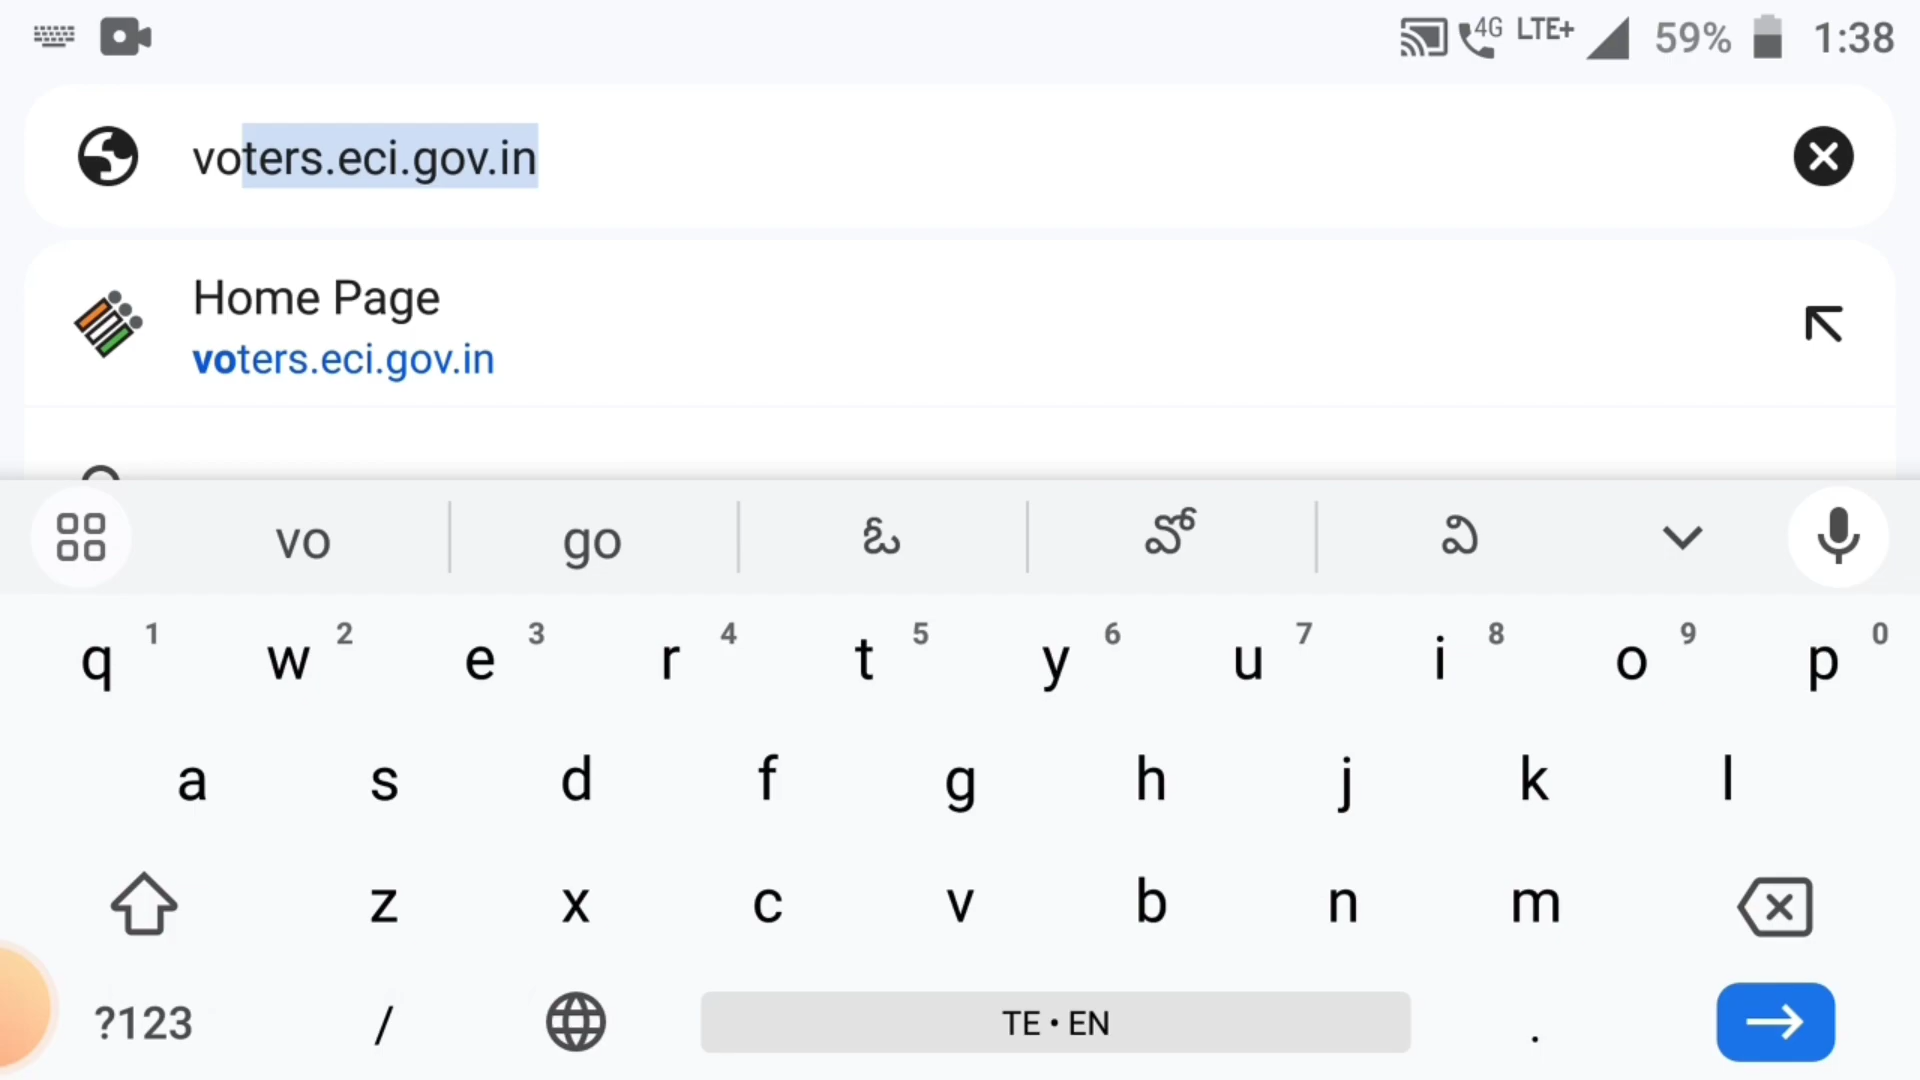 4G LTE+ 59% 1:38
voters.eci.gov.in
Home Page
voters.eci.gov.in
vo go ఓ వో వి
q 1 w 2 e 3 r 4 t 5 y 6 u 7 i 8 o 9 p 0
a s d f g h j k l
z x c v b n m
?123 / TE • EN .